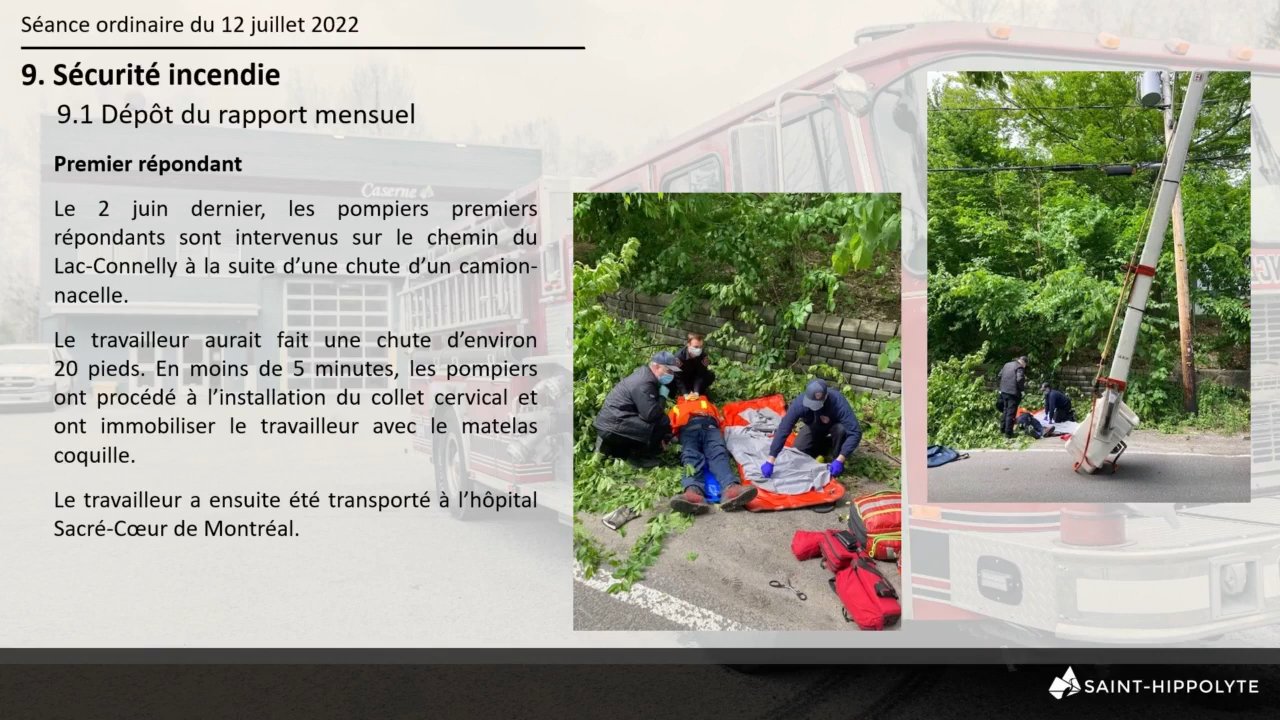 Séance ordinaire du 12 juillet 2022
9. Sécurité incendie
9.1 Dépôt du rapport mensuel
Premier répondant
Le 2 juin dernier, les pompiers premiers
répondants sont intervenus sur le chemin du
Lac-Connelly à la suite d’une chute d’un camion-
nacelle.
Le travailleur aurait fait une chute d’environ
20 pieds. En moins de 5 minutes, les pompiers
ont procédé à l’installation du collet cervical et
ont immobiliser le travailleur avec le matelas
coquille.
Le travailleur a ensuite été transporté à l’hôpital
Sacré-Cœur de Montréal.
Caserne
SAINT-HIPPOLYTE